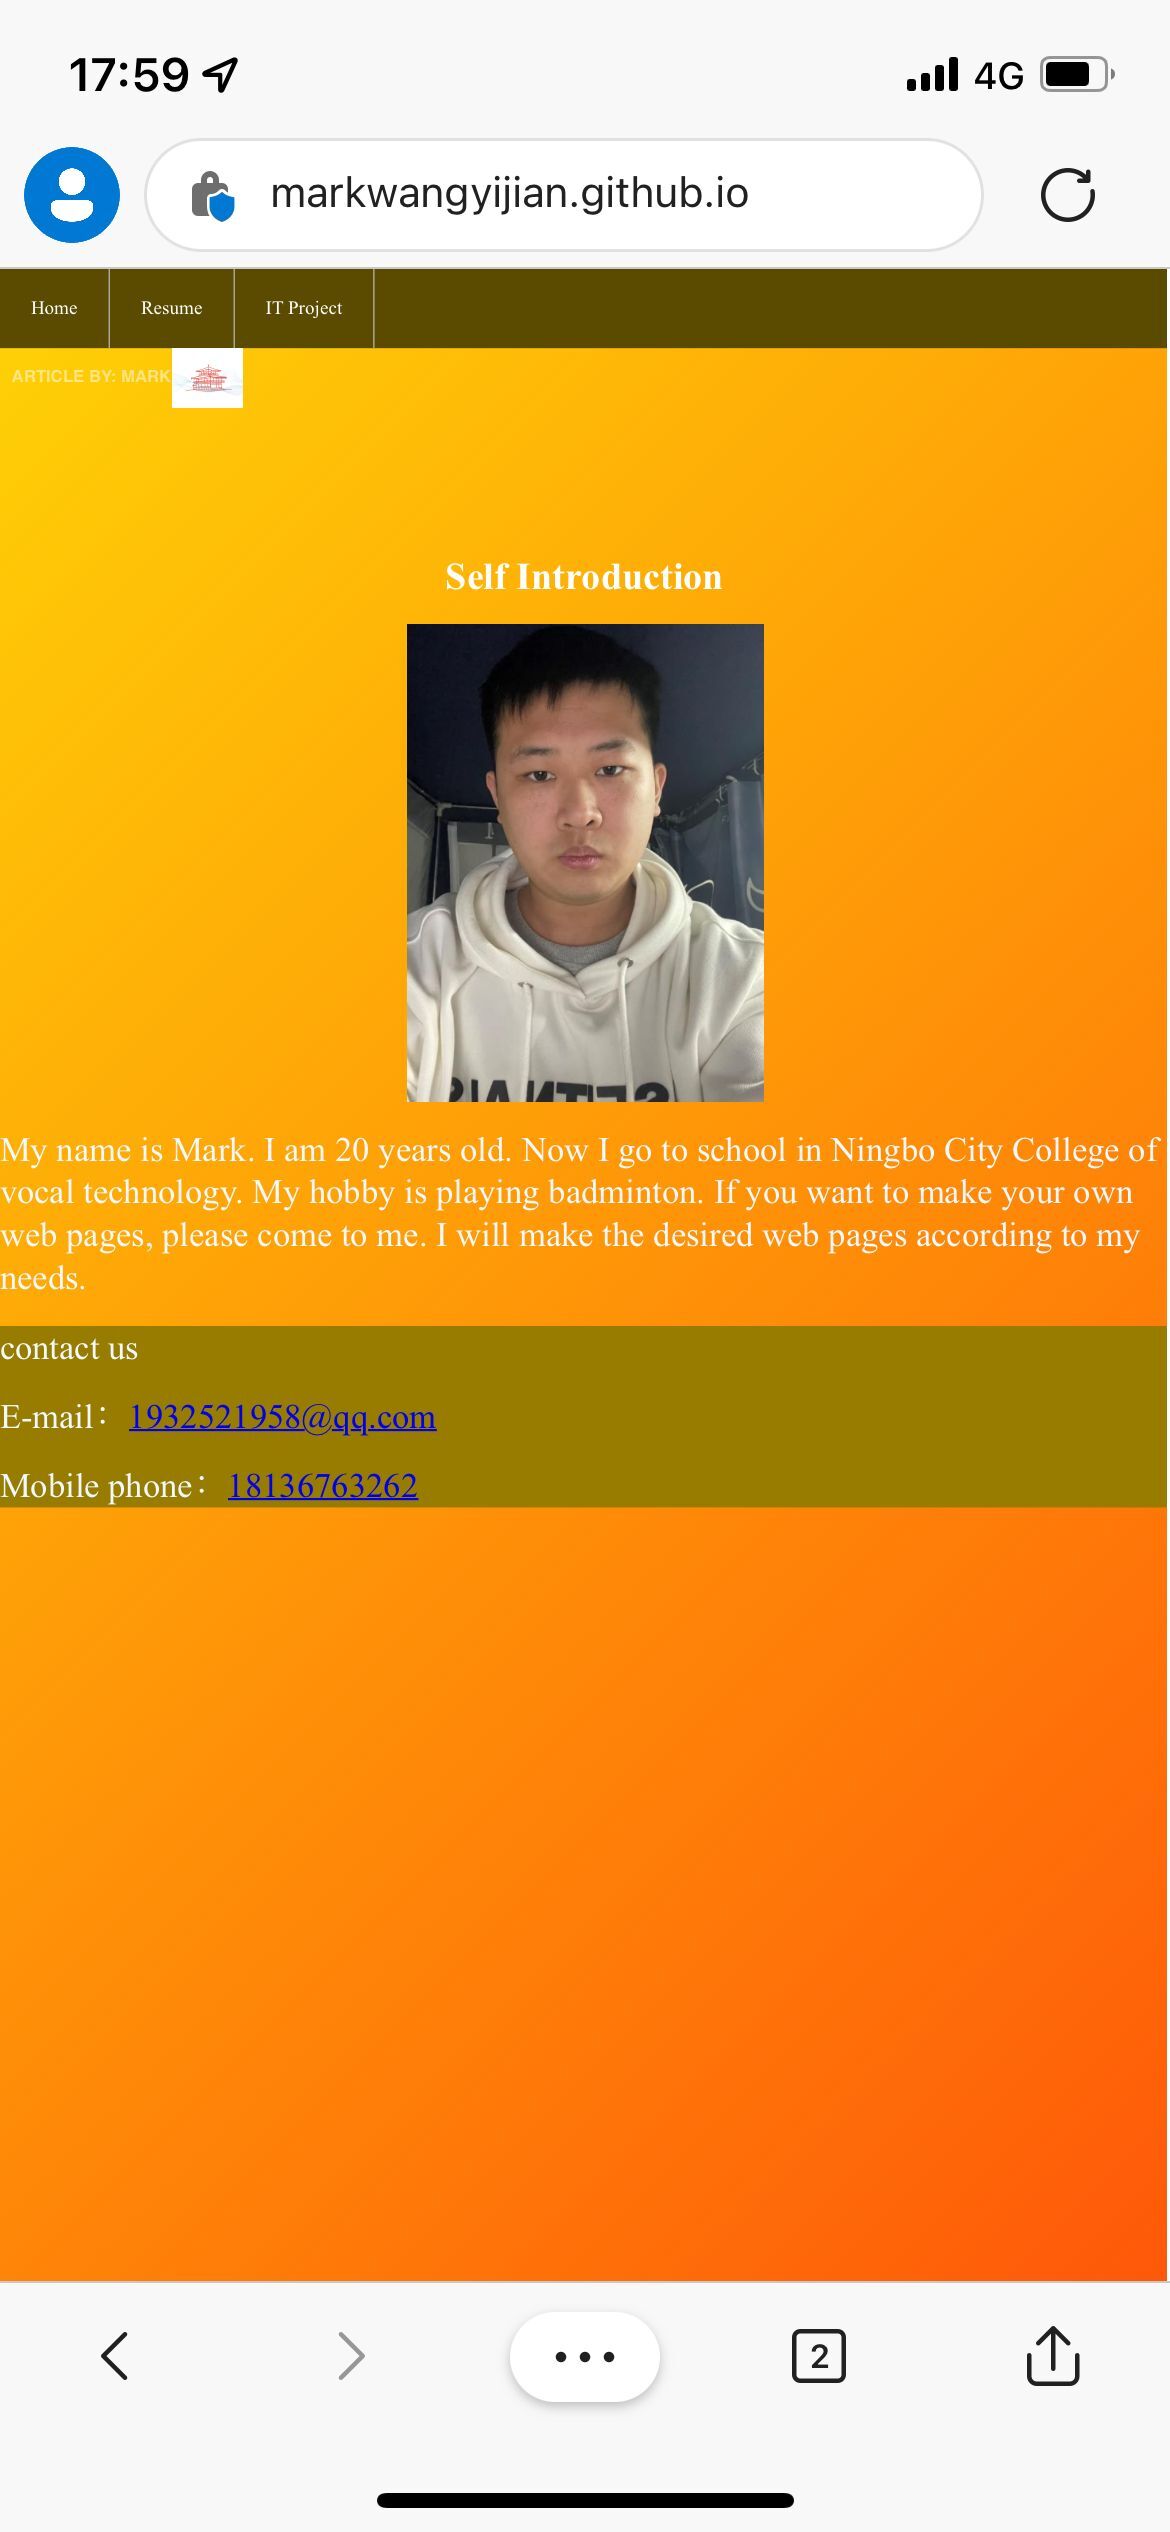 17:59
4G
markwangyijian.github.io
Home
Resume
IT Project
ARTICLE BY: MARK
Self Introduction
My name is Mark. I am 20 years old. Now I go to school in Ningbo City College of
vocal technology. My hobby is playing badminton. If you want to make your own
web pages, please come to me. I will make the desired web pages according to my
needs.
contact us
E-mail：1932521958@qq.com
Mobile phone：18136763262
2